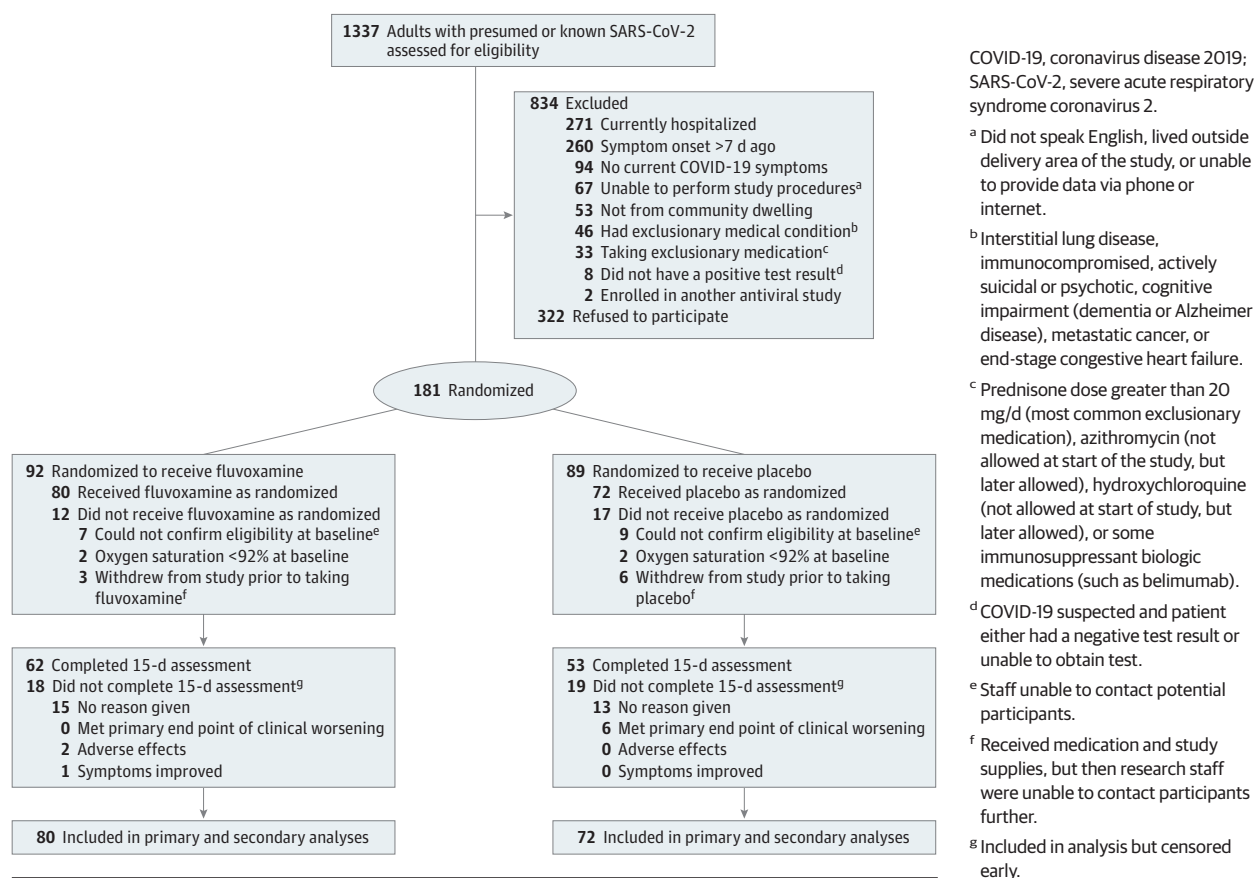 1337 Adults with presumed or known SARS-CoV-2
assessed for eligibility
834 Excluded
271 Currently hospitalized
260 Symptom onset >7 d ago
94 No current COVID-19 symptoms
67 Unable to perform study proceduresᵃ
53 Not from community dwelling
46 Had exclusionary medical conditionᵇ
33 Taking exclusionary medicationᶜ
8 Did not have a positive test resultᵈ
2 Enrolled in another antiviral study
322 Refused to participate
181 Randomized
92 Randomized to receive fluvoxamine
80 Received fluvoxamine as randomized
12 Did not receive fluvoxamine as randomized
7 Could not confirm eligibility at baselineᵉ
2 Oxygen saturation <92% at baseline
3 Withdrew from study prior to taking
fluvoxamineᶠ
89 Randomized to receive placebo
72 Received placebo as randomized
17 Did not receive placebo as randomized
9 Could not confirm eligibility at baselineᵉ
2 Oxygen saturation <92% at baseline
6 Withdrew from study prior to taking
placeboᶠ
62 Completed 15-d assessment
18 Did not complete 15-d assessmentᵍ
15 No reason given
0 Met primary end point of clinical worsening
2 Adverse effects
1 Symptoms improved
53 Completed 15-d assessment
19 Did not complete 15-d assessmentᵍ
13 No reason given
6 Met primary end point of clinical worsening
0 Adverse effects
0 Symptoms improved
80 Included in primary and secondary analyses
72 Included in primary and secondary analyses
COVID-19, coronavirus disease 2019;
SARS-CoV-2, severe acute respiratory
syndrome coronavirus 2.
ᵃ Did not speak English, lived outside
delivery area of the study, or unable
to provide data via phone or
internet.
ᵇ Interstitial lung disease,
immunocompromised, actively
suicidal or psychotic, cognitive
impairment (dementia or Alzheimer
disease), metastatic cancer, or
end-stage congestive heart failure.
ᶜ Prednisone dose greater than 20
mg/d (most common exclusionary
medication), azithromycin (not
allowed at start of the study, but
later allowed), hydroxychloroquine
(not allowed at start of study, but
later allowed), or some
immunosuppressant biologic
medications (such as belimumab).
ᵈ COVID-19 suspected and patient
either had a negative test result or
unable to obtain test.
ᵉ Staff unable to contact potential
participants.
ᶠ Received medication and study
supplies, but then research staff
were unable to contact participants
further.
ᵍ Included in analysis but censored
early.